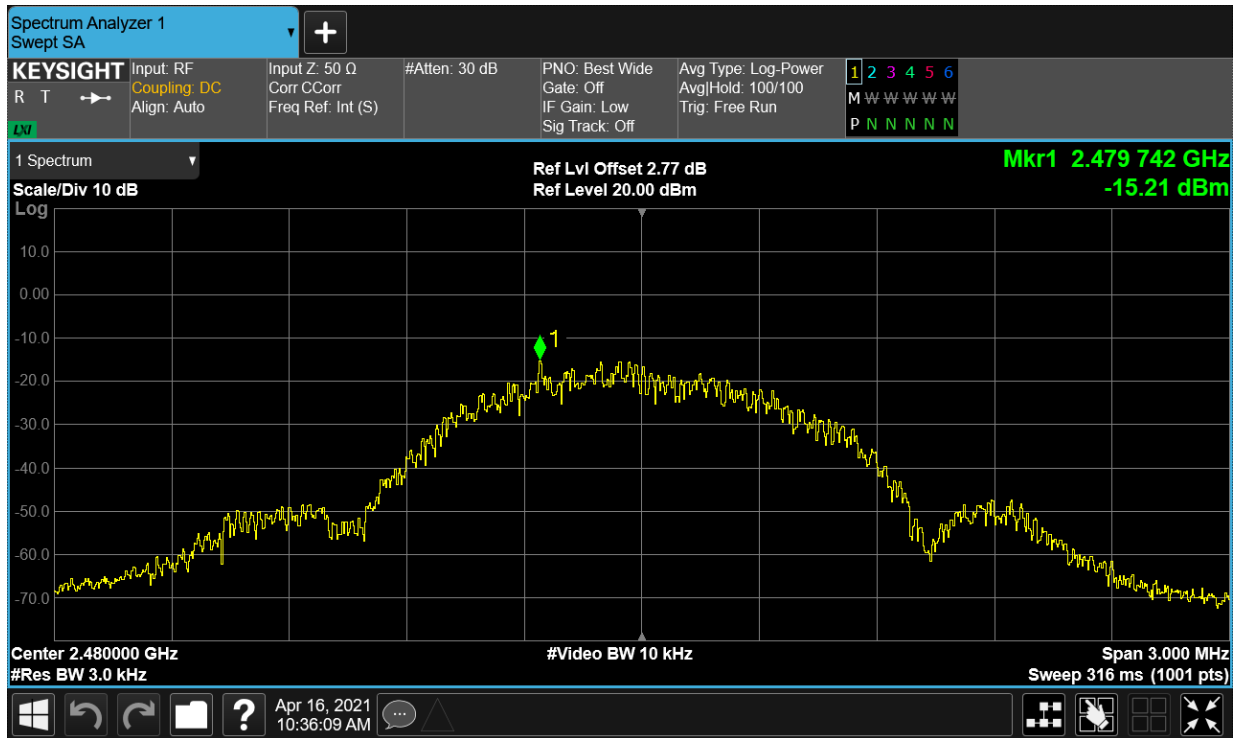 Spectrum Analyzer 1
Swept SA
+
KEYSIGHT
R T
LXI
Input: RF
Coupling: DC
Align: Auto
Input Z: 50 Ω
Corr CCorr
Freq Ref: Int (S)
#Atten: 30 dB
PNO: Best Wide
Gate: Off
IF Gain: Low
Sig Track: Off
Avg Type: Log-Power
Avg|Hold: 100/100
Trig: Free Run
1 2 3 4 5 6
M W W W W W
P N N N N N
1 Spectrum
Scale/Div 10 dB
Log
Ref Lvl Offset 2.77 dB
Ref Level 20.00 dBm
Mkr1 2.479 742 GHz
-15.21 dBm
10.0
0.00
-10.0
-20.0
-30.0
-40.0
-50.0
-60.0
-70.0
1
Center 2.480000 GHz
#Res BW 3.0 kHz
#Video BW 10 kHz
Span 3.000 MHz
Sweep 316 ms (1001 pts)
?
Apr 16, 2021
10:36:09 AM